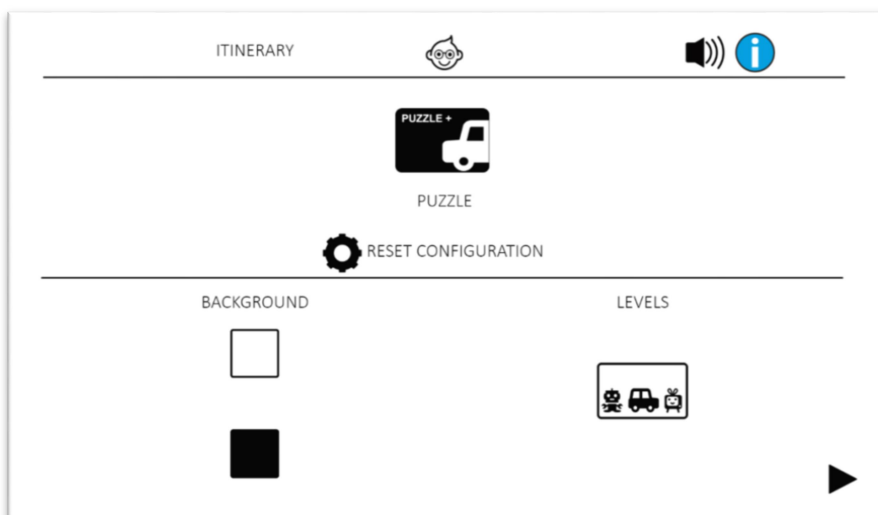 ITINERARY
PUZZLE +
PUZZLE
RESET CONFIGURATION
BACKGROUND
LEVELS